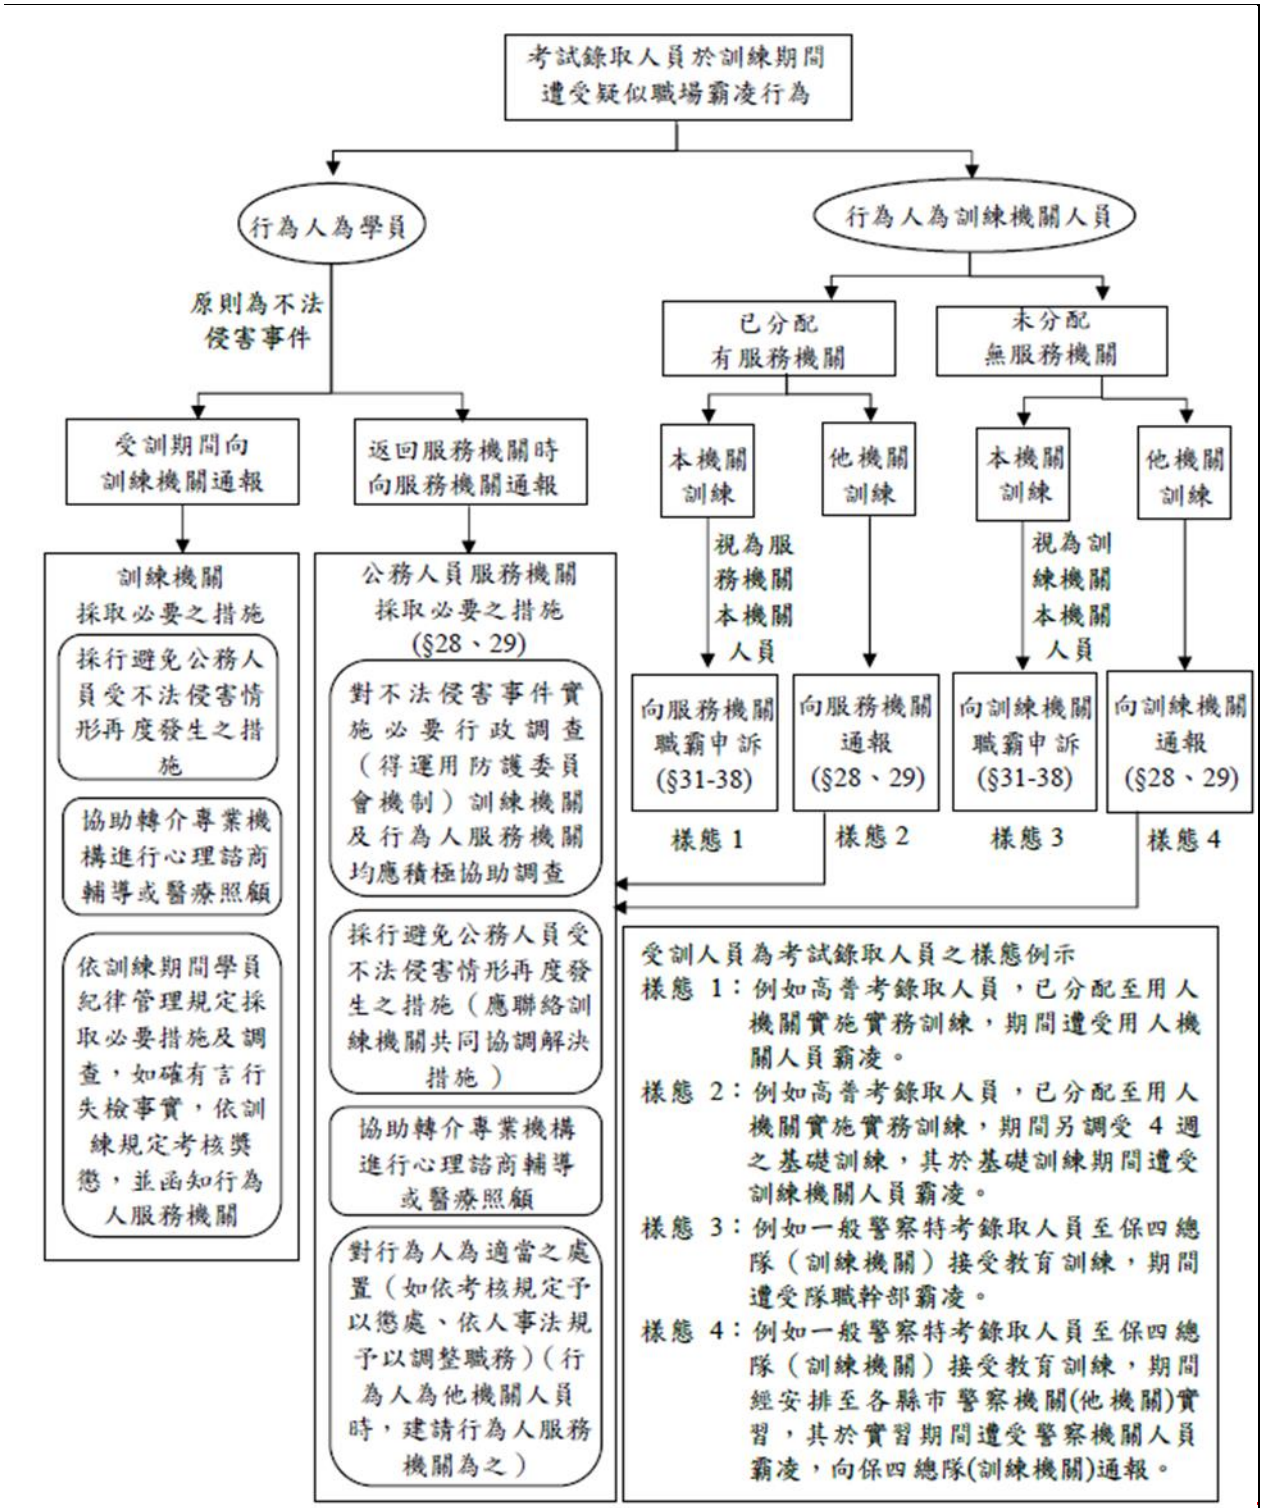 考試錄取人員於訓練期間
遭受疑似職場霸凌行為
行為人為學員
行為人為訓練機關人員
原則為不法
侵害事件
已分配
有服務機關
未分配
無服務機關
受訓期間向
訓練機關通報
返回服務機關時
向服務機關通報
本機關
訓練
他機關
訓練
本機關
訓練
他機關
訓練
視為服
務機關
本機關
人員
視為訓
練機關
本機關
人員
訓練機關
採取必要之措施
採行避免公務人
員受不法侵害情
形再度發生之措
施
協助轉介專業機
構進行心理諮商
輔導或醫療照顧
依訓練期間學員
紀律管理規定採
取必要措施及調
查，如確有言行
失檢事實，依訓
練規定考核獎
懲，並函知行為
人服務機關
公務人員服務機關
採取必要之措施
(§28、29)
對不法侵害事件實
施必要行政調查
（得運用防護委員
會機制）訓練機關
及行為人服務機關
均應積極協助調查
採行避免公務人員受
不法侵害情形再度發
生之措施（應聯絡訓
練機關共同協調解決
措施）
協助轉介專業機構
進行心理諮商輔導
或醫療照顧
對行為人為適當之處
置（如依考核規定予
以懲處、依人事法規
予以調整職務）（行
為人為他機關人員
時，建請行為人服務
機關為之）
向服務機關
職霸申訴
(§31-38)
向服務機關
通報
(§28、29)
向訓練機關
職霸申訴
(§31-38)
向訓練機關
通報
(§28、29)
樣態 1
樣態 2
樣態 3
樣態 4
受訓人員為考試錄取人員之樣態例示
樣態 1：例如高普考錄取人員，已分配至用人
機關實施實務訓練，期間遭受用人機
關人員霸凌。
樣態 2：例如高普考錄取人員，已分配至用人
機關實施實務訓練，期間另調受 4 週
之基礎訓練，其於基礎訓練期間遭受
訓練機關人員霸凌。
樣態 3：例如一般警察特考錄取人員至保四總
隊（訓練機關）接受教育訓練，期間
遭受隊職幹部霸凌。
樣態 4：例如一般警察特考錄取人員至保四總
隊（訓練機關）接受教育訓練，期間
經安排至各縣市警察機關(他機關)實
習，其於實習期間遭受警察機關人員
霸凌，向保四總隊(訓練機關)通報。